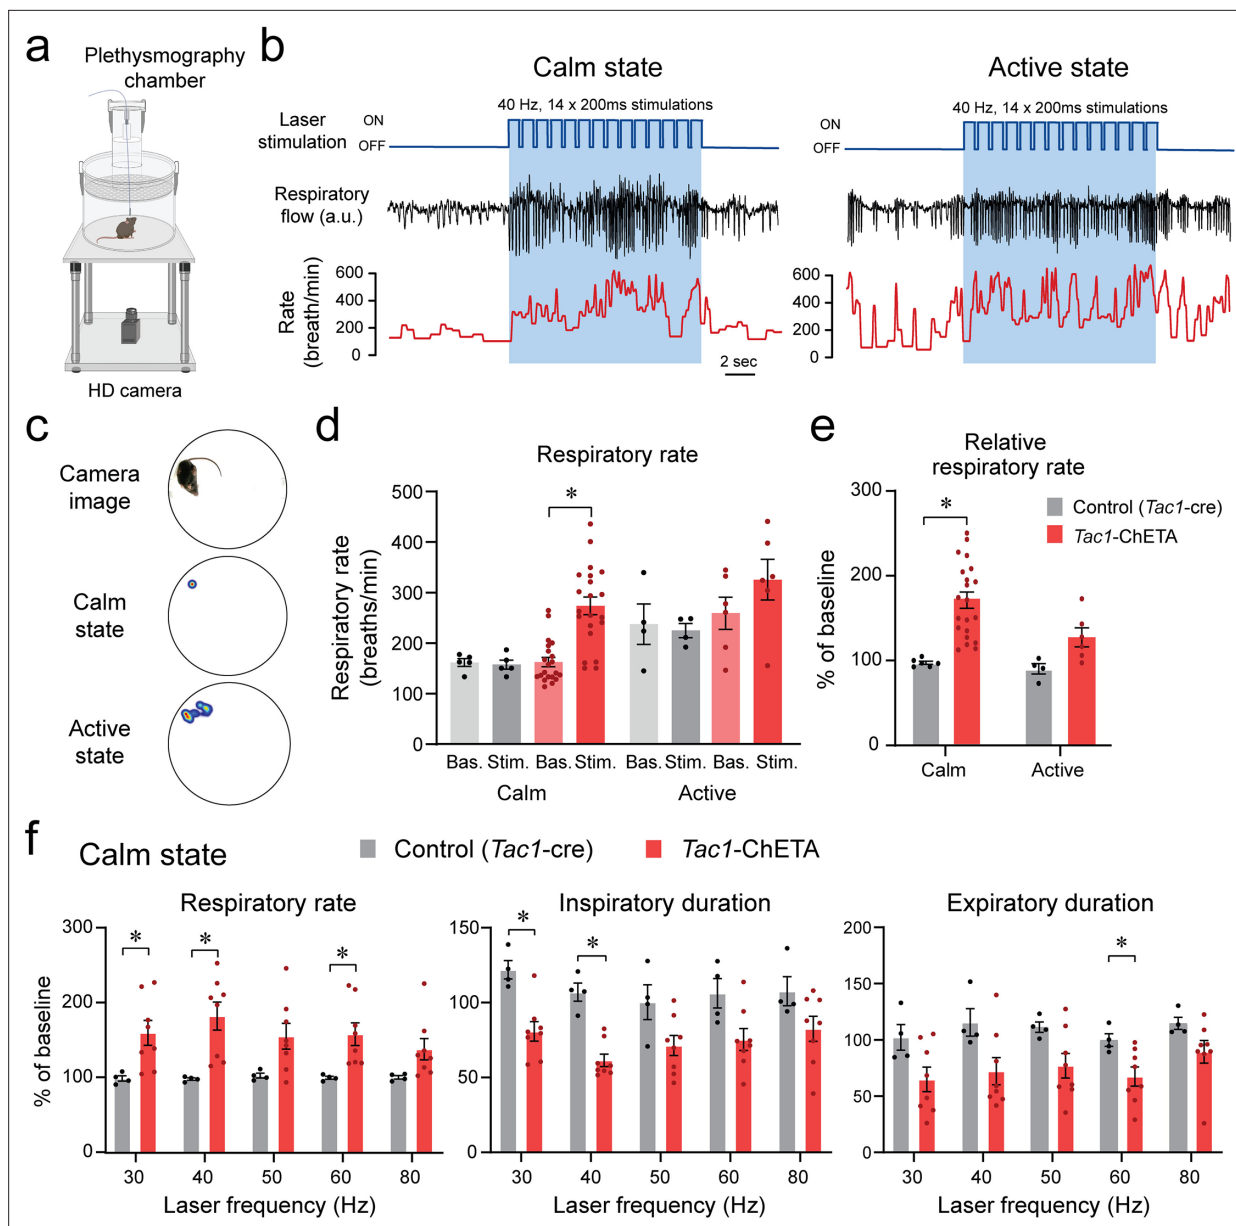 a
Plethysmography
chamber
HD camera
b
Calm state
Active state
40 Hz, 14 x 200ms stimulations
40 Hz, 14 x 200ms stimulations
Laser
stimulation
ON
OFF
ON
OFF
Respiratory
flow (a.u.)
Rate
(breath/min)
600
400
200
0
600
400
200
0
2 sec
c
Camera
image
Calm
state
Active
state
d
Respiratory rate
Respiratory rate
(breaths/min)
500
400
300
200
100
0
*
Bas. Stim. Bas. Stim. Bas. Stim. Bas. Stim.
Calm
Active
e
Relative
respiratory rate
% of baseline
300
200
100
0
*
Control (Tac1-cre)
Tac1-ChETA
Calm
Active
f
Calm state
Control (Tac1-cre)
Tac1-ChETA
Respiratory rate
% of baseline
300
200
100
0
* * *
30 40 50 60 80
Laser frequency (Hz)
Inspiratory duration
150
100
50
0
* *
30 40 50 60 80
Laser frequency (Hz)
Expiratory duration
200
150
100
50
0
*
30 40 50 60 80
Laser frequency (Hz)